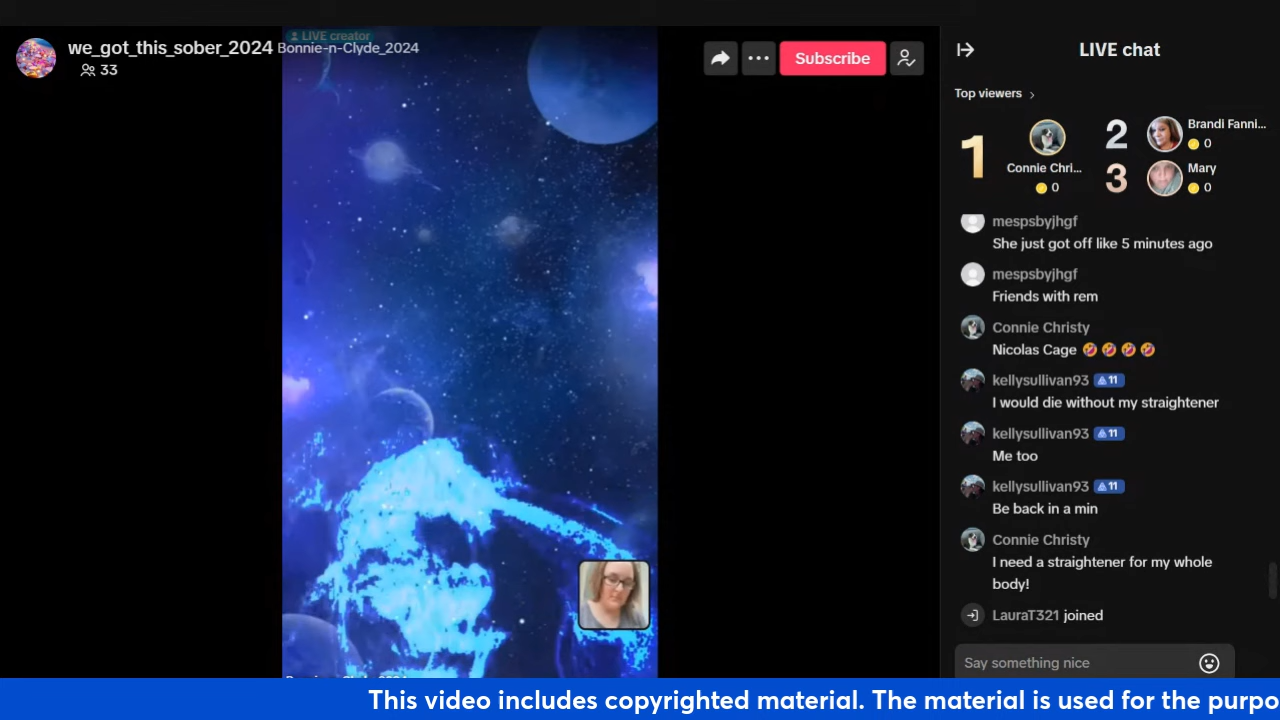 we_got_this_sober_2024
33
LIVE creator
Bonnie-n-Clyde_2024
Subscribe
LIVE chat
Top viewers
1
Connie Chri...
0
2
Brandi Fanni...
0
3
Mary
0
mespsbyjhgf
She just got off like 5 minutes ago
mespsbyjhgf
Friends with rem
Connie Christy
Nicolas Cage 🤣 🤣 🤣 🤣
kellysullivan93 11
I would die without my straightener
kellysullivan93 11
Me too
kellysullivan93 11
Be back in a min
Connie Christy
I need a straightener for my whole
body!
LauraT321 joined
Say something nice
This video includes copyrighted material. The material is used for the purpo